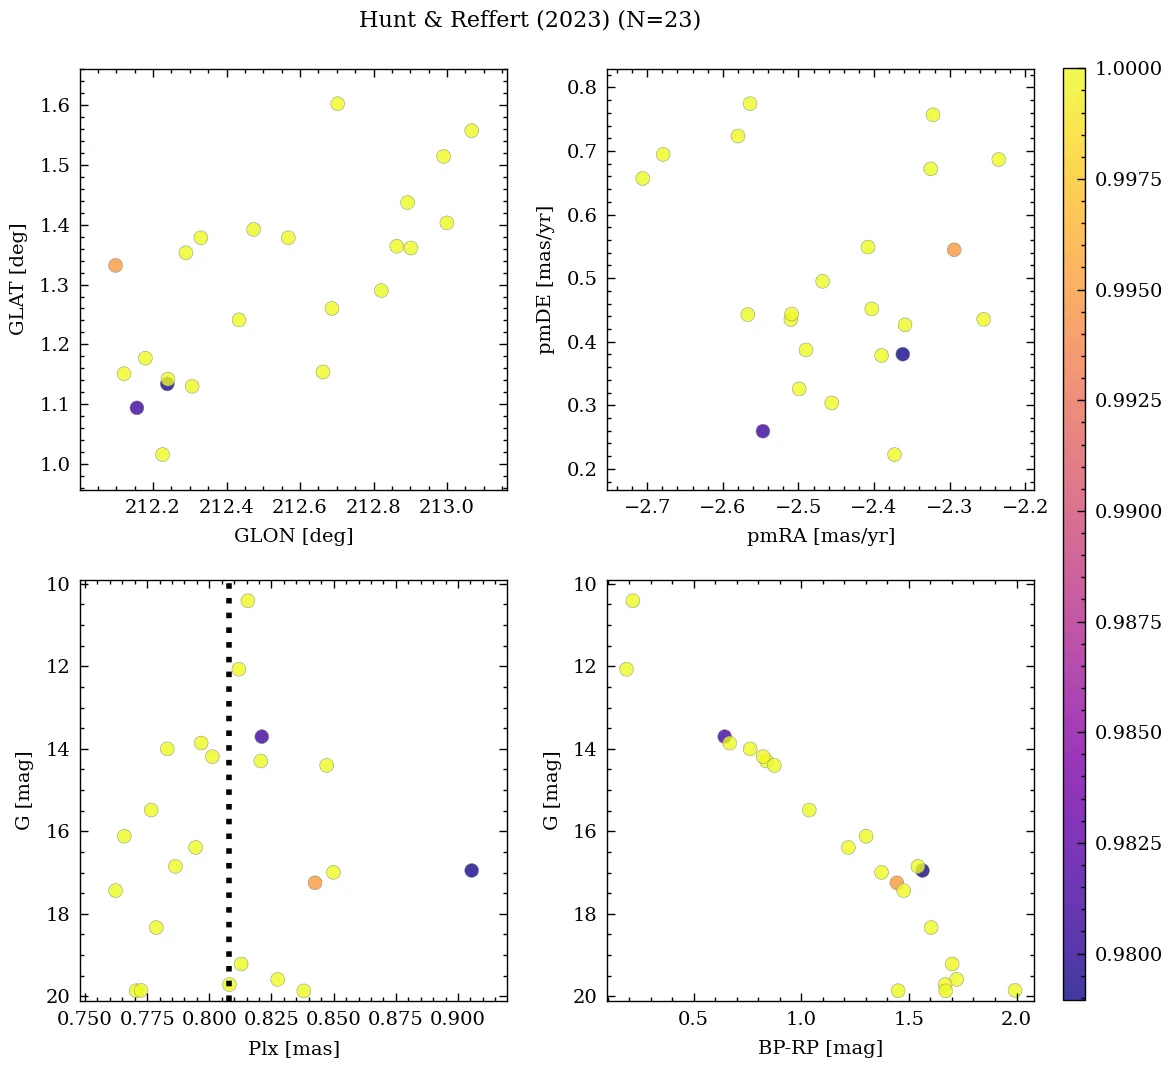 Hunt & Reffert (2023) (N=23)
1.6
1.5
1.4
1.3
1.2
1.1
1.0
GLAT [deg]
212.2 212.4 212.6 212.8 213.0
GLON [deg]
0.8
0.7
0.6
0.5
0.4
0.3
0.2
pmDE [mas/yr]
−2.7 −2.6 −2.5 −2.4 −2.3 −2.2
pmRA [mas/yr]
10
12
14
16
18
20
G [mag]
0.750 0.775 0.800 0.825 0.850 0.875 0.900
Plx [mas]
10
12
14
16
18
20
G [mag]
0.5 1.0 1.5 2.0
BP-RP [mag]
1.0000
0.9975
0.9950
0.9925
0.9900
0.9875
0.9850
0.9825
0.9800